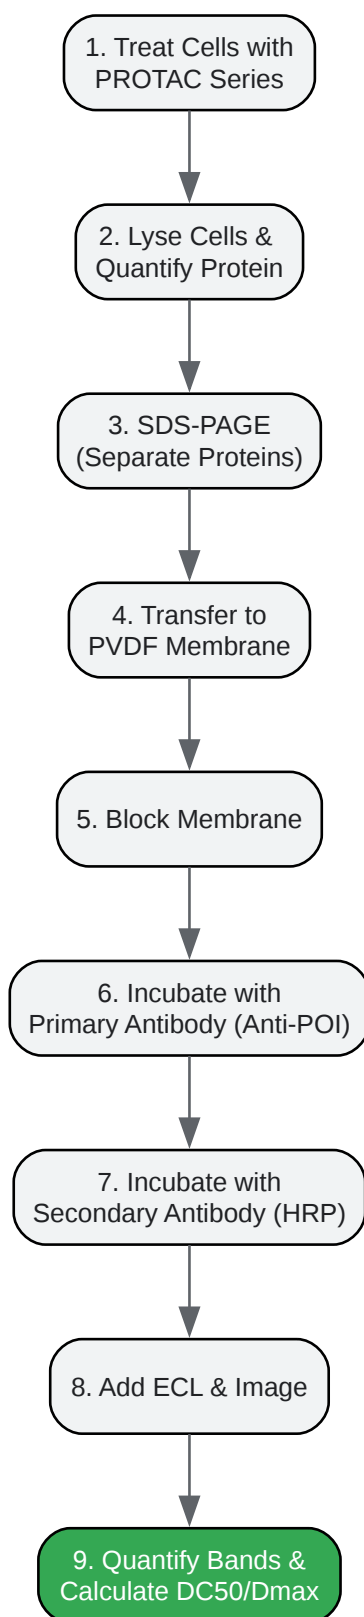 1. Treat Cells with
PROTAC Series
2. Lyse Cells &
Quantify Protein
3. SDS-PAGE
(Separate Proteins)
4. Transfer to
PVDF Membrane
5. Block Membrane
6. Incubate with
Primary Antibody (Anti-POI)
7. Incubate with
Secondary Antibody (HRP)
8. Add ECL & Image
9. Quantify Bands &
Calculate DC50/Dmax